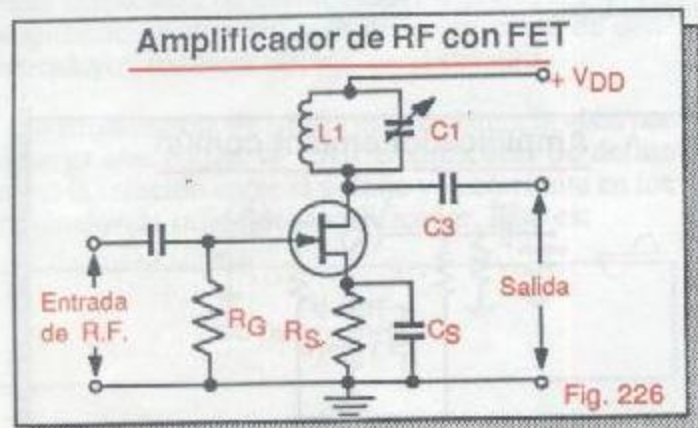 Amplificador de RF con FET
+ VDD
L1
C1
C3
Entrada
de R.F.
RG
RS
CS
Salida
Fig. 226